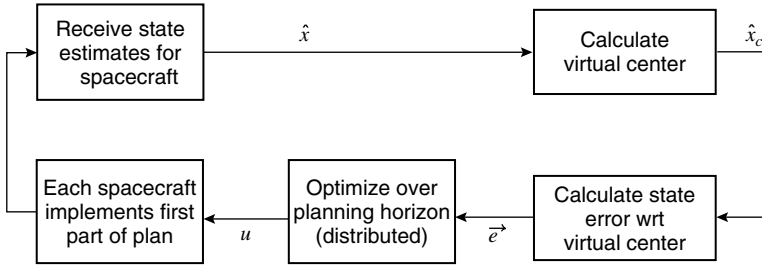 Receive state
estimates for
spacecraft
x̂
Calculate
virtual center
x̂c
Each spacecraft
implements first
part of plan
u
Optimize over
planning horizon
(distributed)
e⃗
Calculate state
error wrt
virtual center